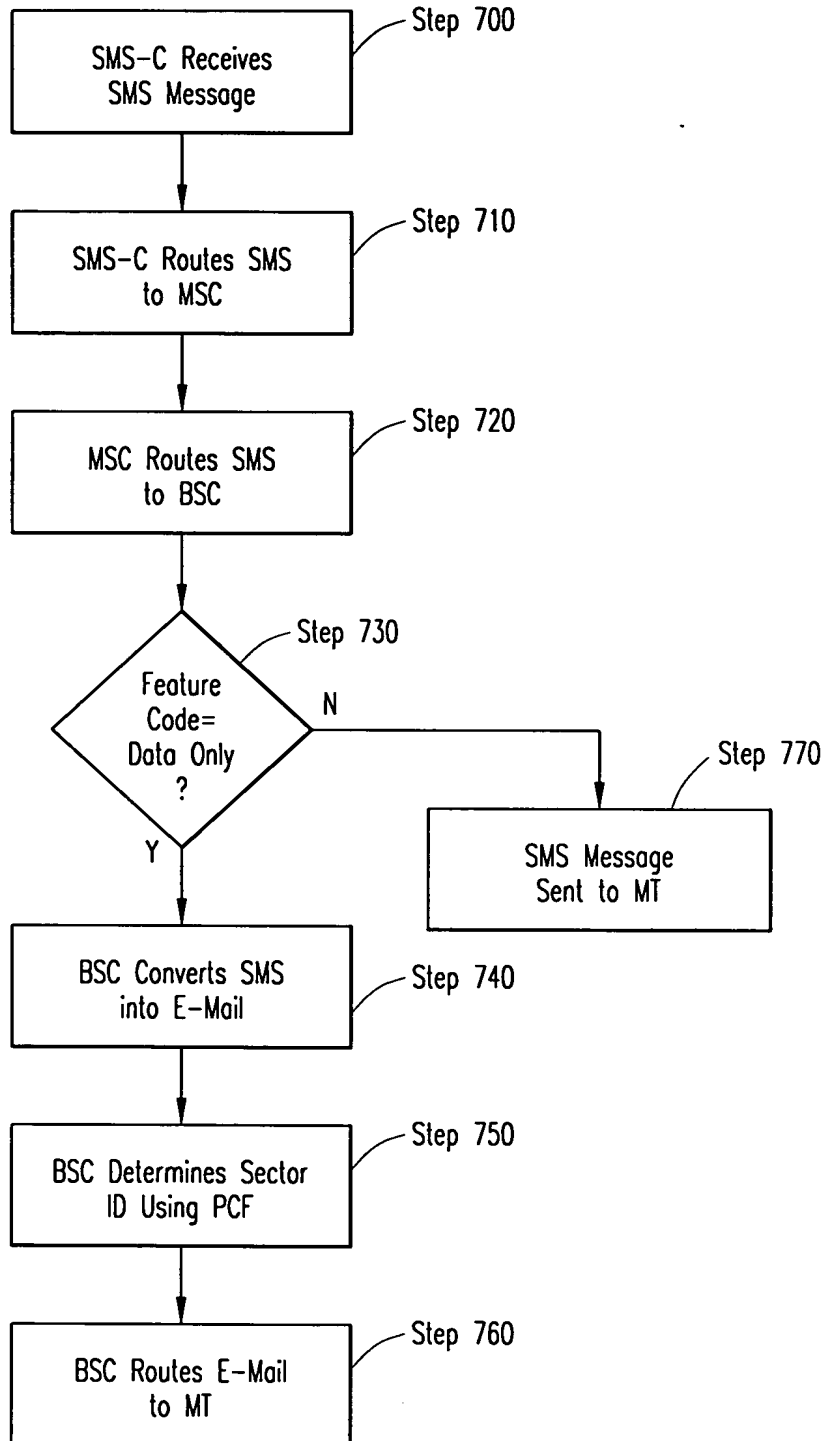 Step 700
SMS-C Receives
SMS Message
Step 710
SMS-C Routes SMS
to MSC
Step 720
MSC Routes SMS
to BSC
Step 730
Feature
Code=
Data Only
?
N
Y
Step 770
SMS Message
Sent to MT
BSC Converts SMS
into E-Mail
Step 740
Step 750
BSC Determines Sector
ID Using PCF
Step 760
BSC Routes E-Mail
to MT